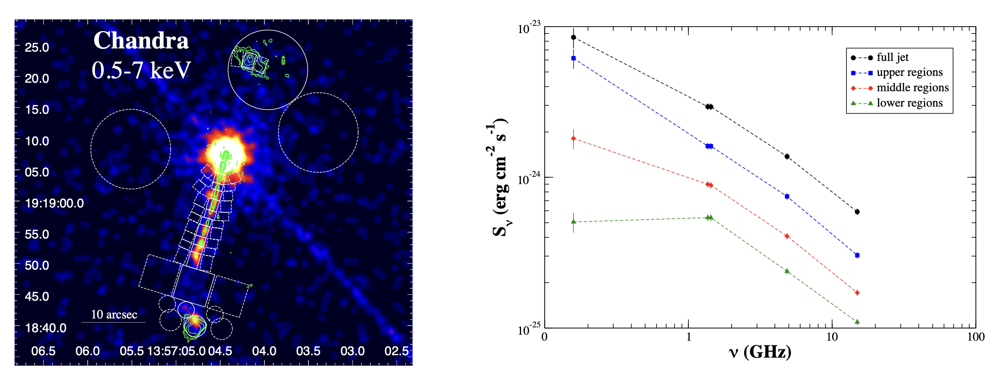 Chandra
0.5-7 keV
25.0
20.0
15.0
10.0
05.0
19:19:00.0
55.0
50.0
45.0
18:40.0
10 arcsec
06.5 06.0 05.5 13:57:05.0 04.5 04.0 03.5 03.0 02.5
10-23
10-24
10-25
Sν (erg cm-2 s-1)
full jet
upper regions
middle regions
lower regions
0 1 10 100
ν (GHz)